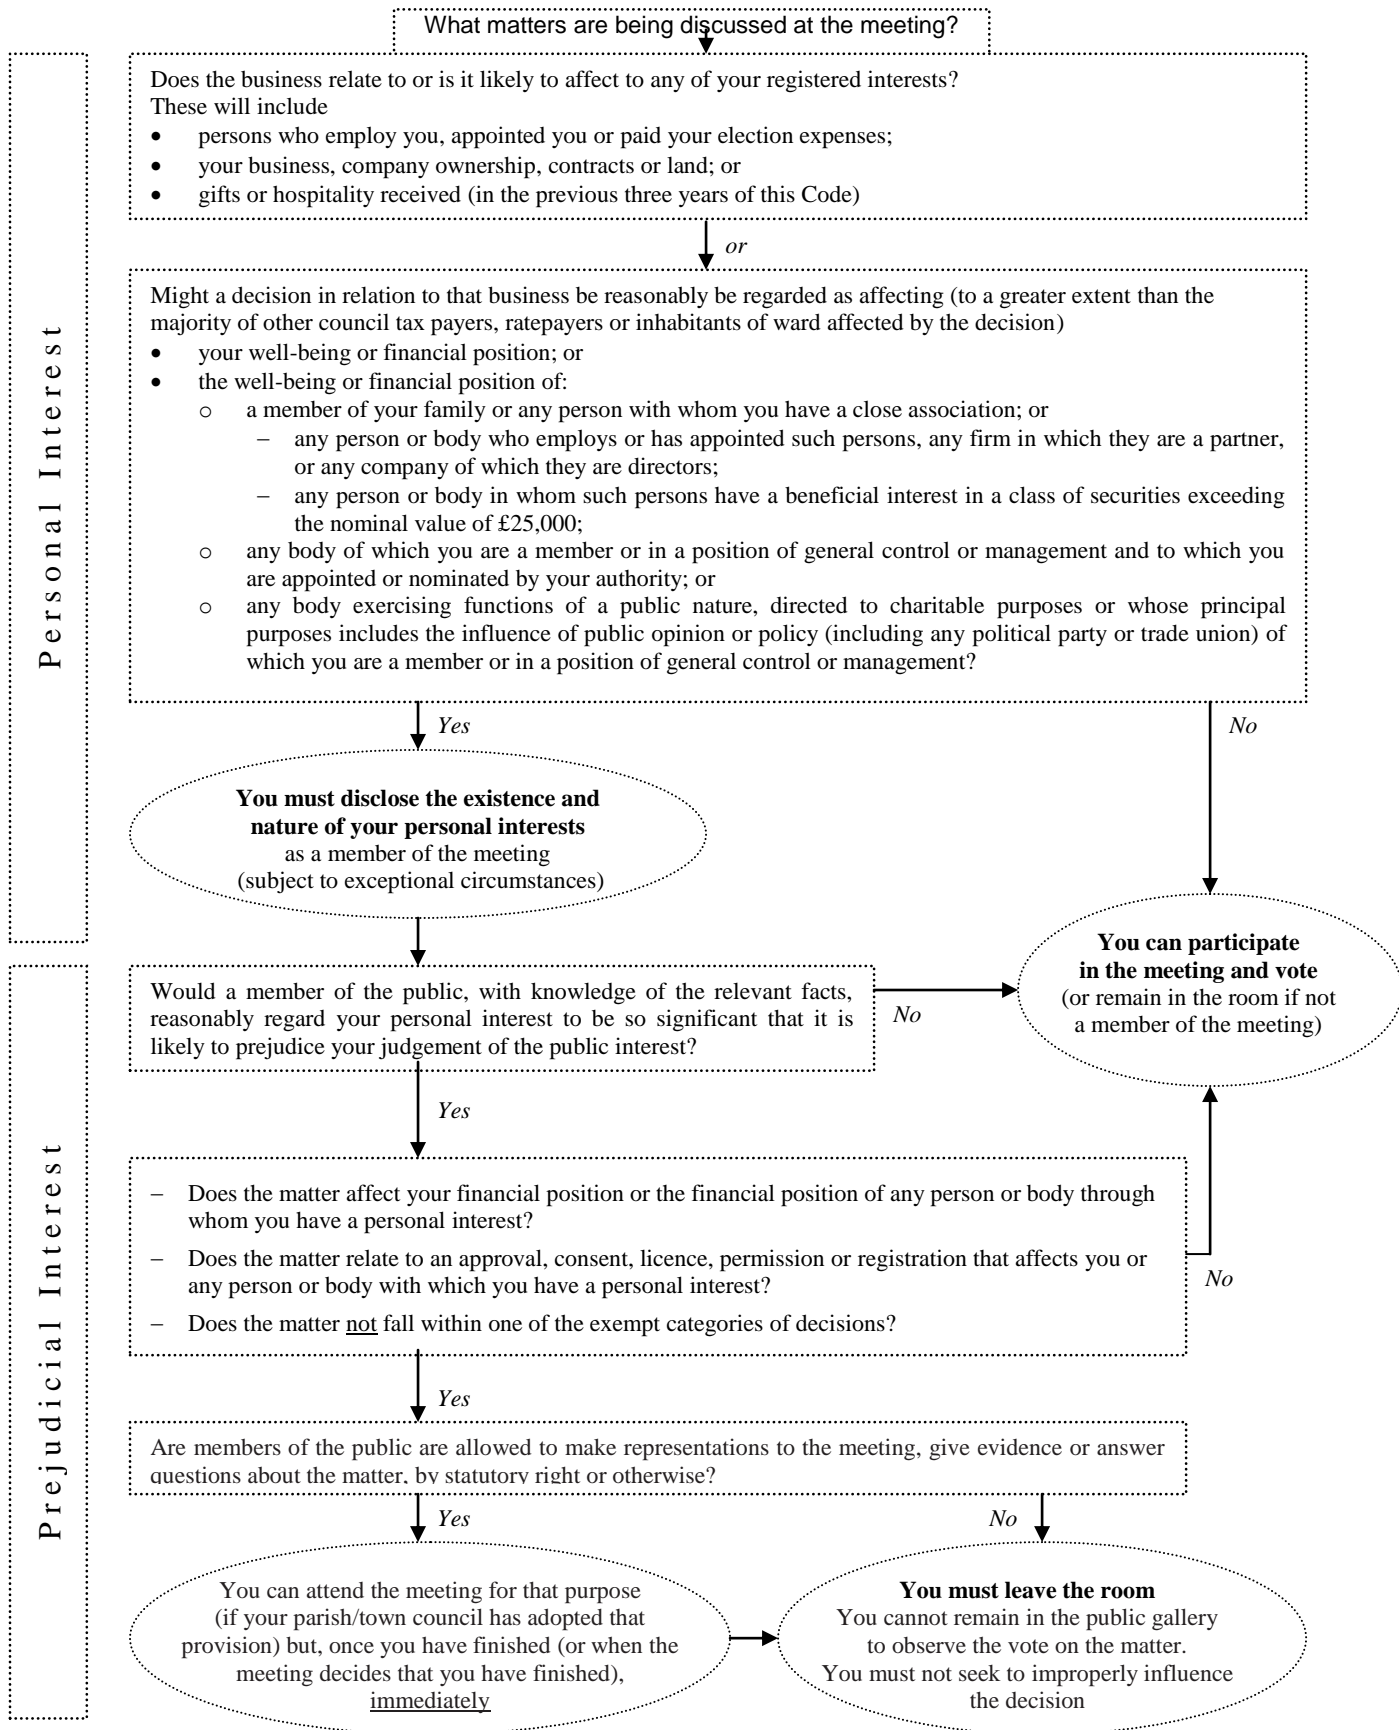 What matters are being discussed at the meeting?
Personal Interest
Does the business relate to or is it likely to affect to any of your registered interests?
These will include
• persons who employ you, appointed you or paid your election expenses;
• your business, company ownership, contracts or land; or
• gifts or hospitality received (in the previous three years of this Code)
or
Might a decision in relation to that business be reasonably be regarded as affecting (to a greater extent than the
majority of other council tax payers, ratepayers or inhabitants of ward affected by the decision)
• your well-being or financial position; or
• the well-being or financial position of:
o a member of your family or any person with whom you have a close association; or
– any person or body who employs or has appointed such persons, any firm in which they are a partner,
or any company of which they are directors;
– any person or body in whom such persons have a beneficial interest in a class of securities exceeding
the nominal value of £25,000;
o any body of which you are a member or in a position of general control or management and to which you
are appointed or nominated by your authority; or
o any body exercising functions of a public nature, directed to charitable purposes or whose principal
purposes includes the influence of public opinion or policy (including any political party or trade union) of
which you are a member or in a position of general control or management?
Yes
No
You must disclose the existence and
nature of your personal interests
as a member of the meeting
(subject to exceptional circumstances)
You can participate
in the meeting and vote
(or remain in the room if not
a member of the meeting)
Prejudicial Interest
Would a member of the public, with knowledge of the relevant facts,
reasonably regard your personal interest to be so significant that it is
likely to prejudice your judgement of the public interest?
No
Yes
– Does the matter affect your financial position or the financial position of any person or body through
whom you have a personal interest?
– Does the matter relate to an approval, consent, licence, permission or registration that affects you or
any person or body with which you have a personal interest?
– Does the matter not fall within one of the exempt categories of decisions?
No
Yes
Are members of the public are allowed to make representations to the meeting, give evidence or answer
questions about the matter, by statutory right or otherwise?
Yes
No
You can attend the meeting for that purpose
(if your parish/town council has adopted that
provision) but, once you have finished (or when the
meeting decides that you have finished),
immediately
You must leave the room
You cannot remain in the public gallery
to observe the vote on the matter.
You must not seek to improperly influence
the decision